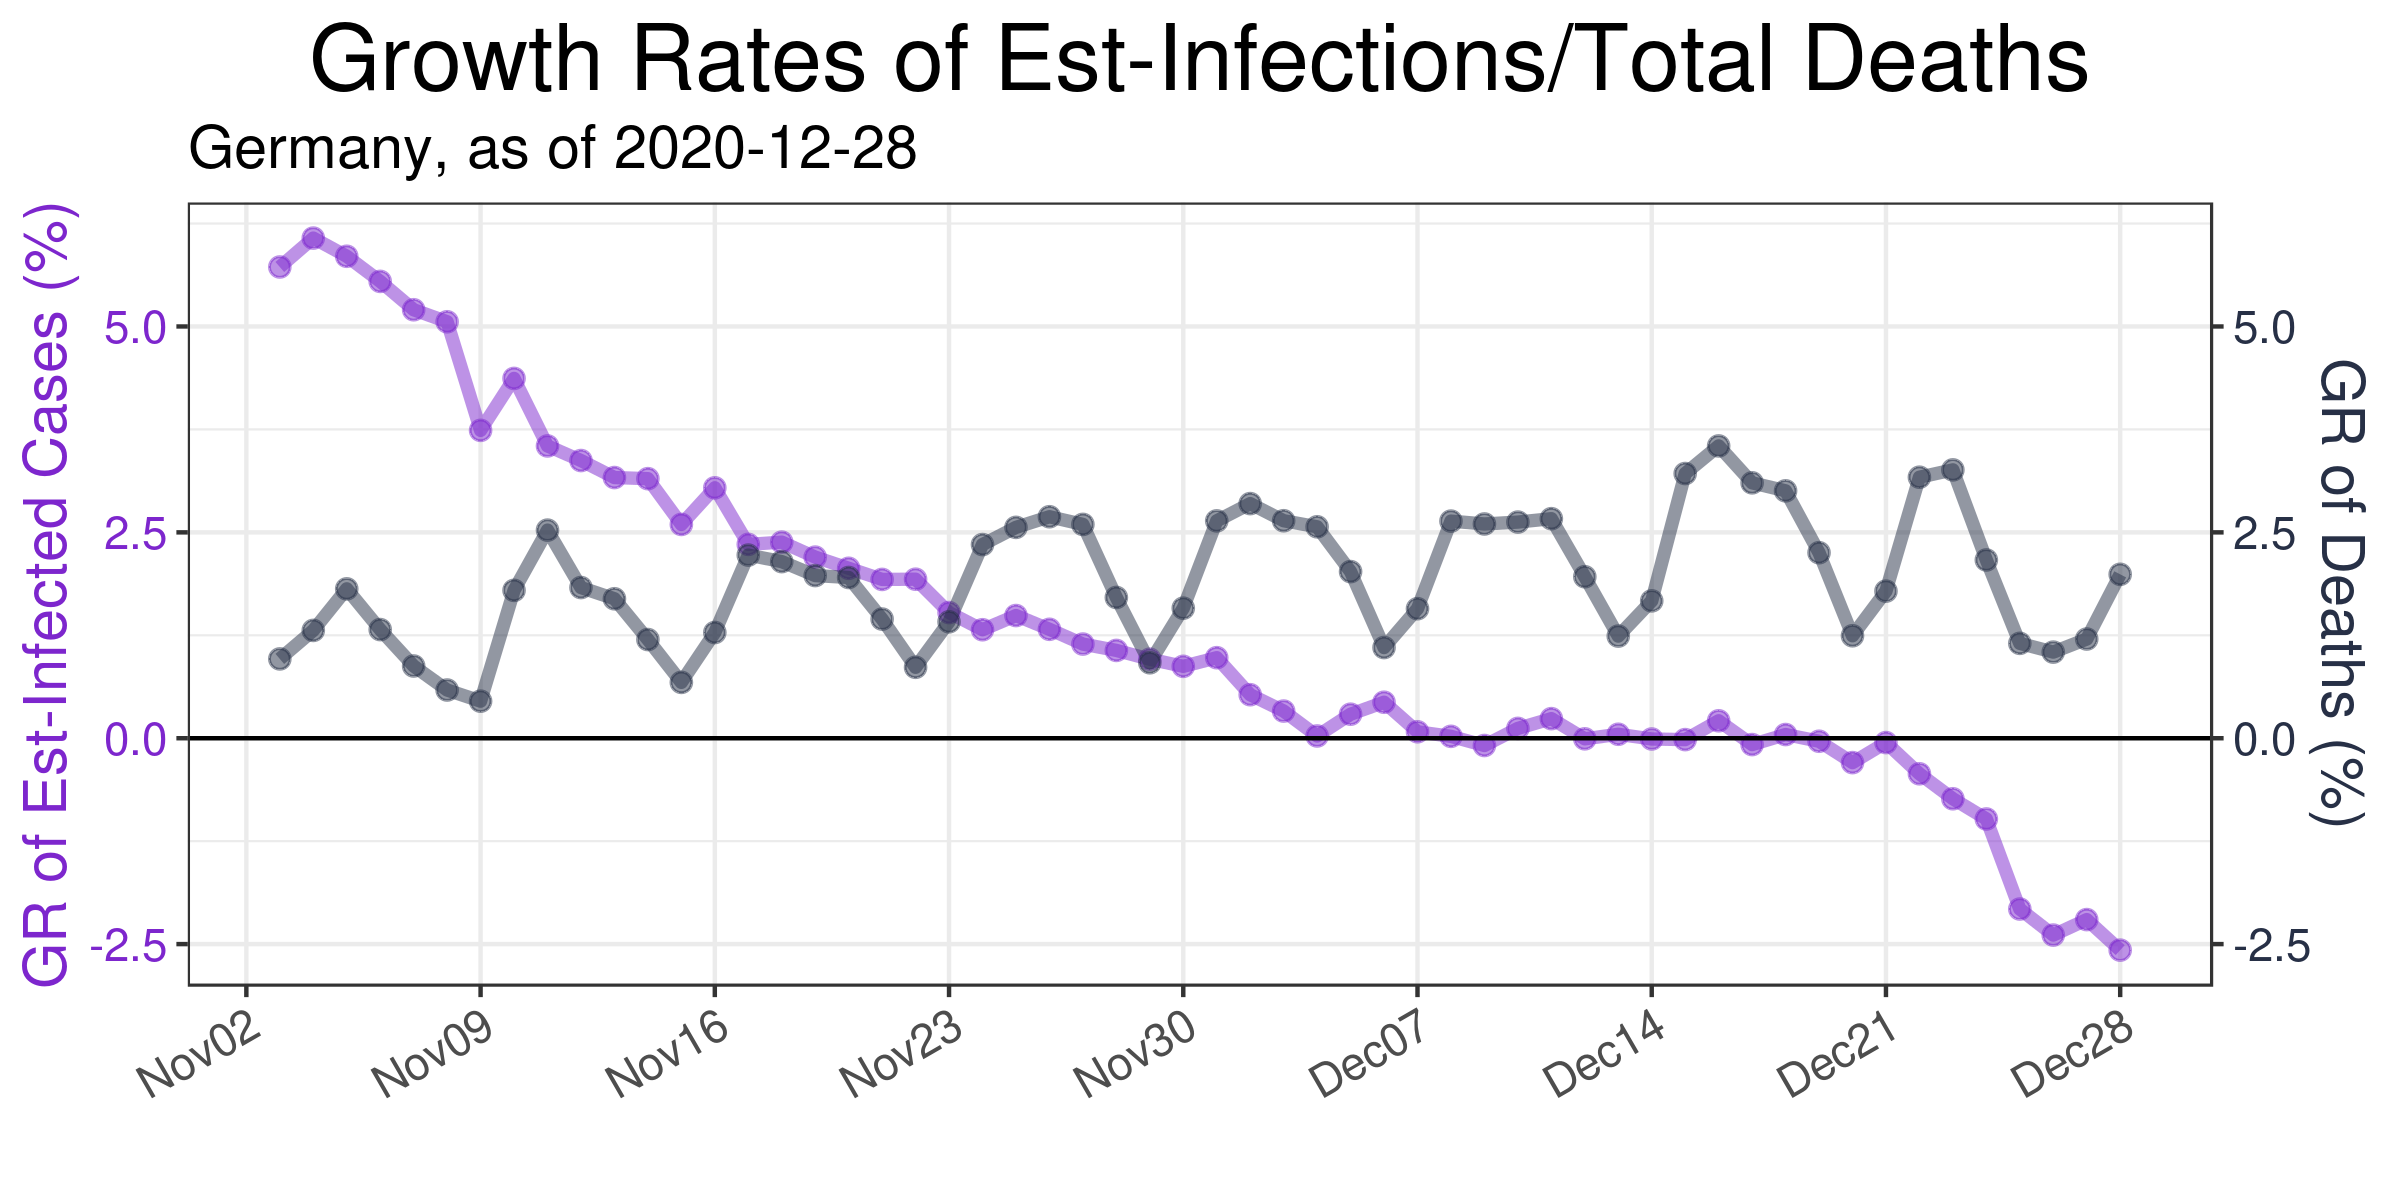 Growth Rates of Est-Infections/Total Deaths
Germany, as of 2020-12-28
GR of Est-Infected Cases (%)
5.0
2.5
0.0
-2.5
5.0
2.5
0.0
-2.5
GR of Deaths (%)
Nov02
Nov09
Nov16
Nov23
Nov30
Dec07
Dec14
Dec21
Dec28